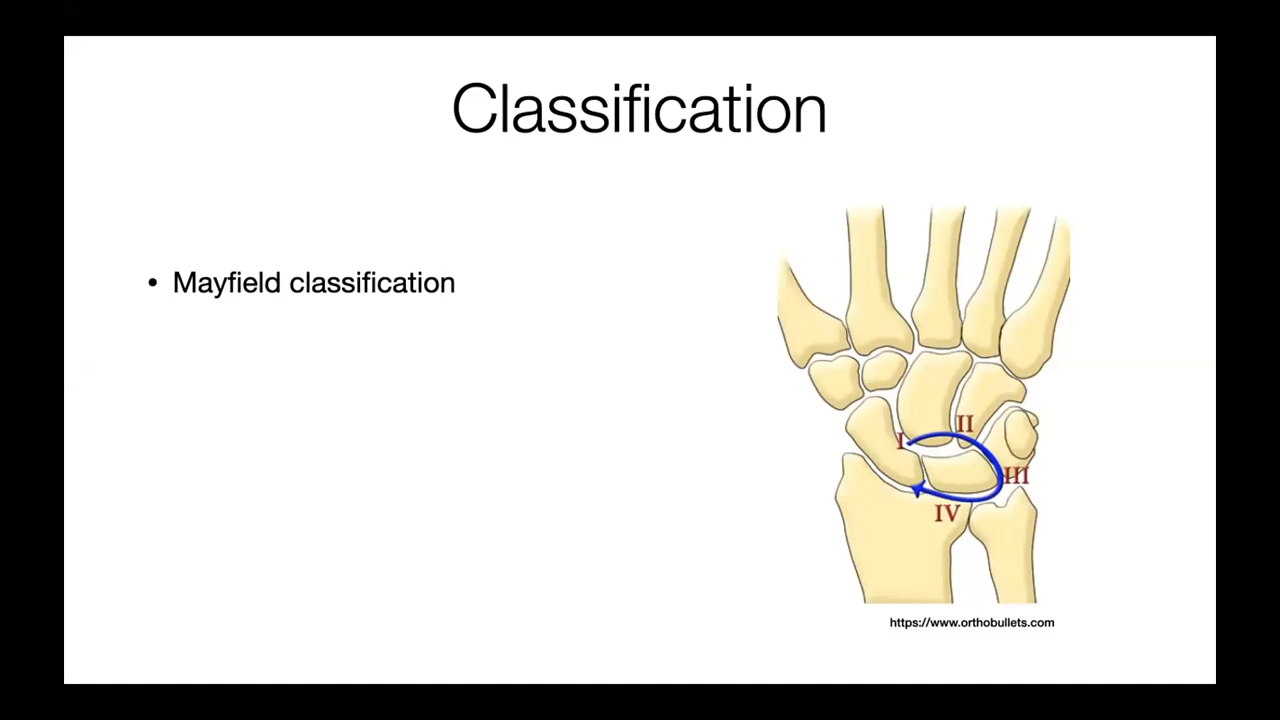 Classification
• Mayfield classification
I
II
III
IV
https://www.orthobullets.com